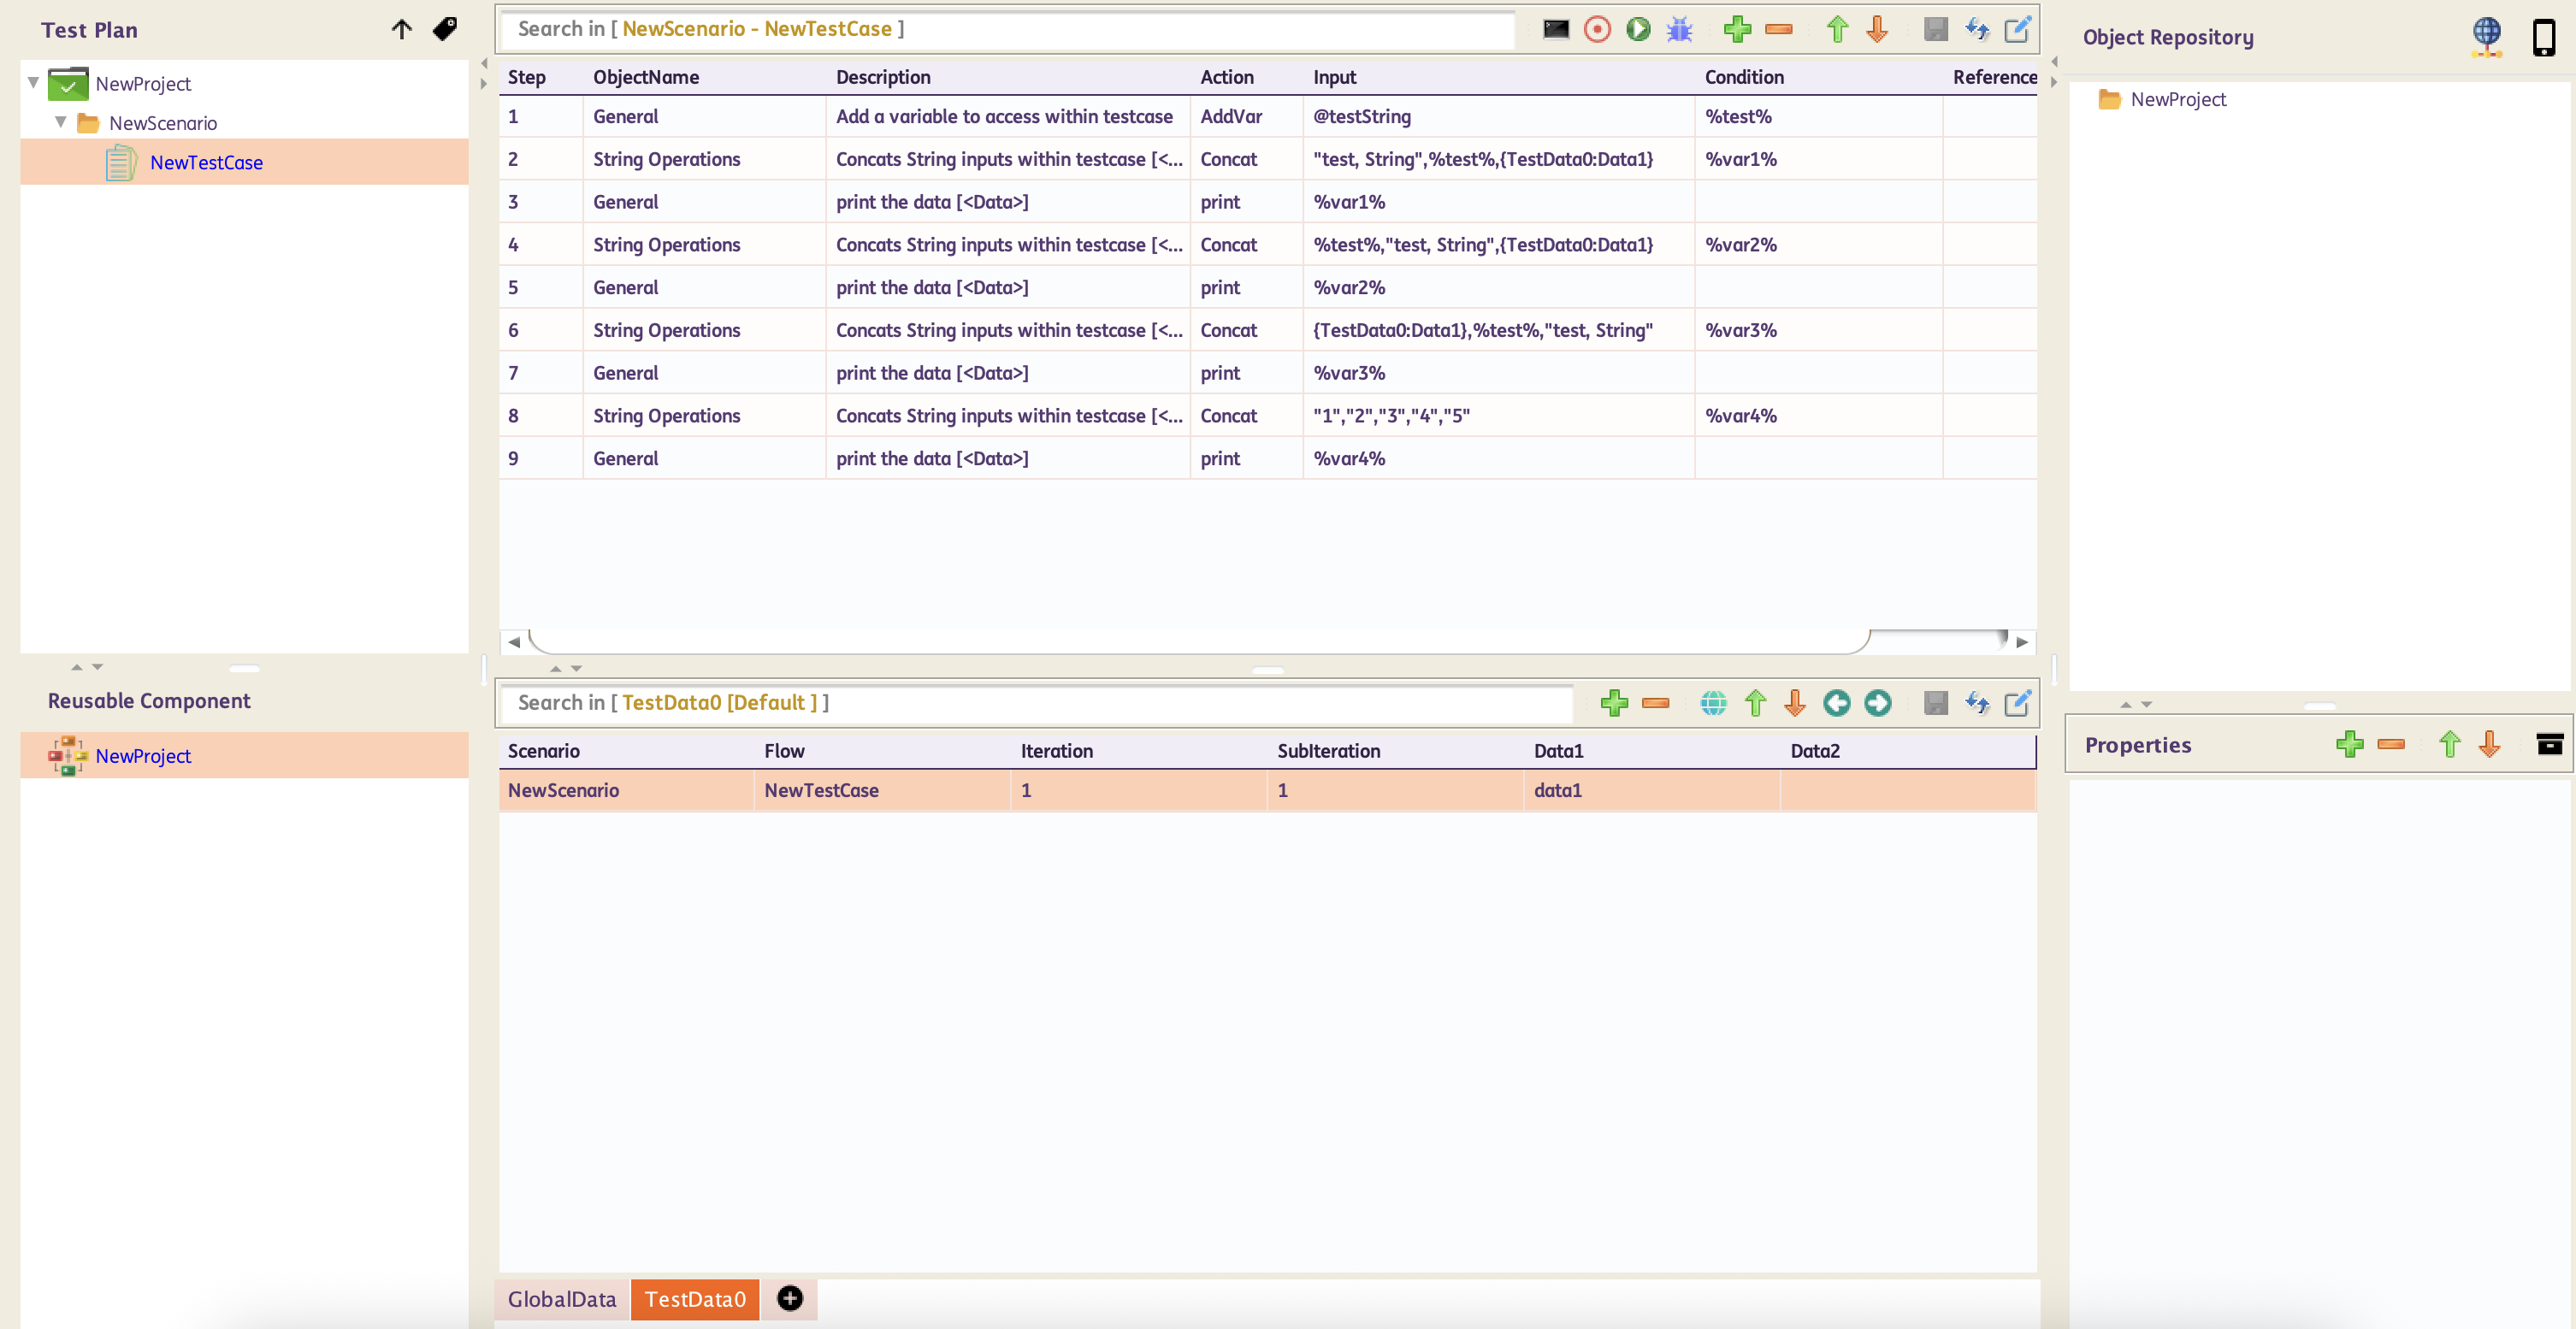 Test Plan
NewProject
NewScenario
NewTestCase
Search in [ NewScenario - NewTestCase ]
Step ObjectName Description Action Input Condition Reference
1 General Add a variable to access within testcase AddVar @testString %test%
2 String Operations Concats String inputs within testcase [<... Concat "test, String",%test%,{TestData0:Data1} %var1%
3 General print the data [<Data>] print %var1%
4 String Operations Concats String inputs within testcase [<... Concat %test%,"test, String",{TestData0:Data1} %var2%
5 General print the data [<Data>] print %var2%
6 String Operations Concats String inputs within testcase [<... Concat {TestData0:Data1},%test%,"test, String" %var3%
7 General print the data [<Data>] print %var3%
8 String Operations Concats String inputs within testcase [<... Concat "1","2","3","4","5" %var4%
9 General print the data [<Data>] print %var4%
Object Repository
NewProject
Reusable Component
NewProject
Search in [ TestData0 [Default ] ]
Scenario Flow Iteration SubIteration Data1 Data2
NewScenario NewTestCase 1 1 data1
GlobalData TestData0
Properties